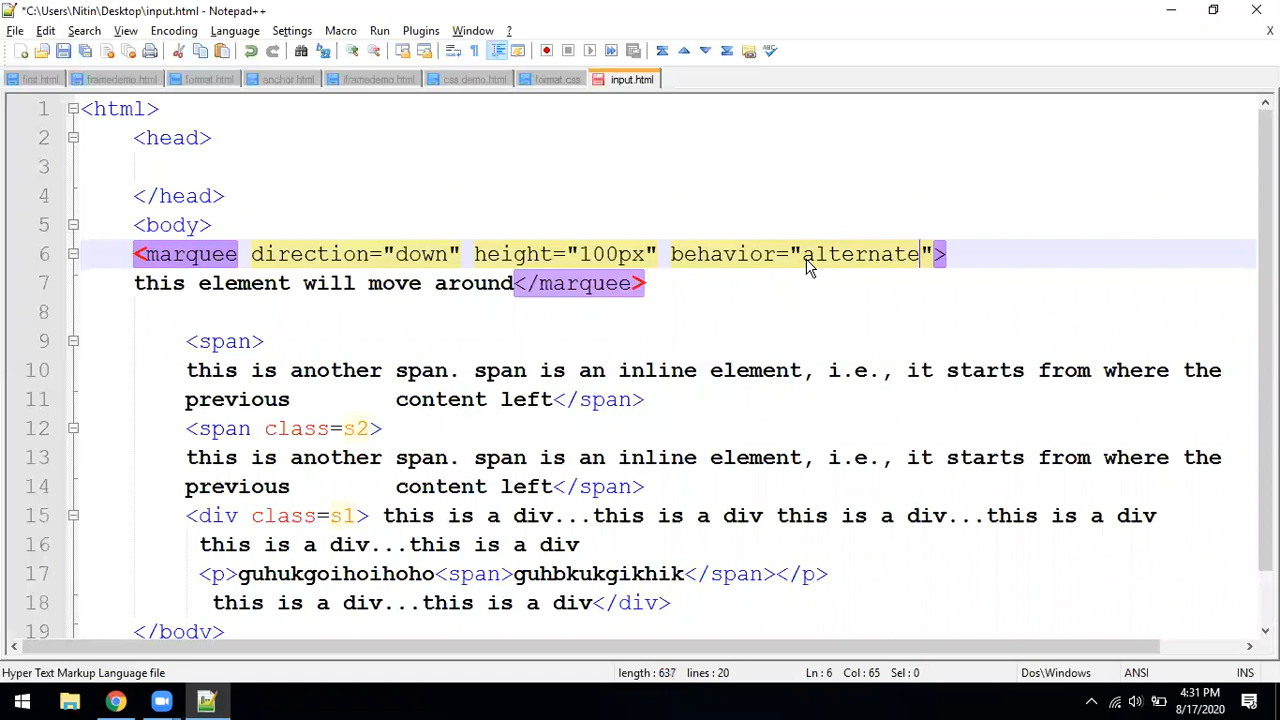 *C:\Users\Nitin\Desktop\input.html - Notepad++
File Edit Search View Encoding Language Settings Macro Run Plugins Window ? X
first.html framedemo.html format.html anchor.html iframedemo.html css demo.html format.css input.html
1 <html>
2 <head>
3
4 </head>
5 <body>
6 <marquee direction="down" height="100px" behavior="alternate">
7 this element will move around</marquee>
8
9 <span>
10 this is another span. span is an inline element, i.e., it starts from where the
11 previous content left</span>
12 <span class=s2>
13 this is another span. span is an inline element, i.e., it starts from where the
14 previous content left</span>
15 <div class=s1> this is a div...this is a div this is a div...this is a div
16 this is a div...this is a div
17 <p>guhukgoihoihoho<span>guhbkukgikhik</span></p>
18 this is a div...this is a div</div>
19 </body>
Hyper Text Markup Language file length : 637 lines : 20 Ln : 6 Col : 65 Sel : 0 Dos\Windows ANSI INS
4:31 PM
8/17/2020